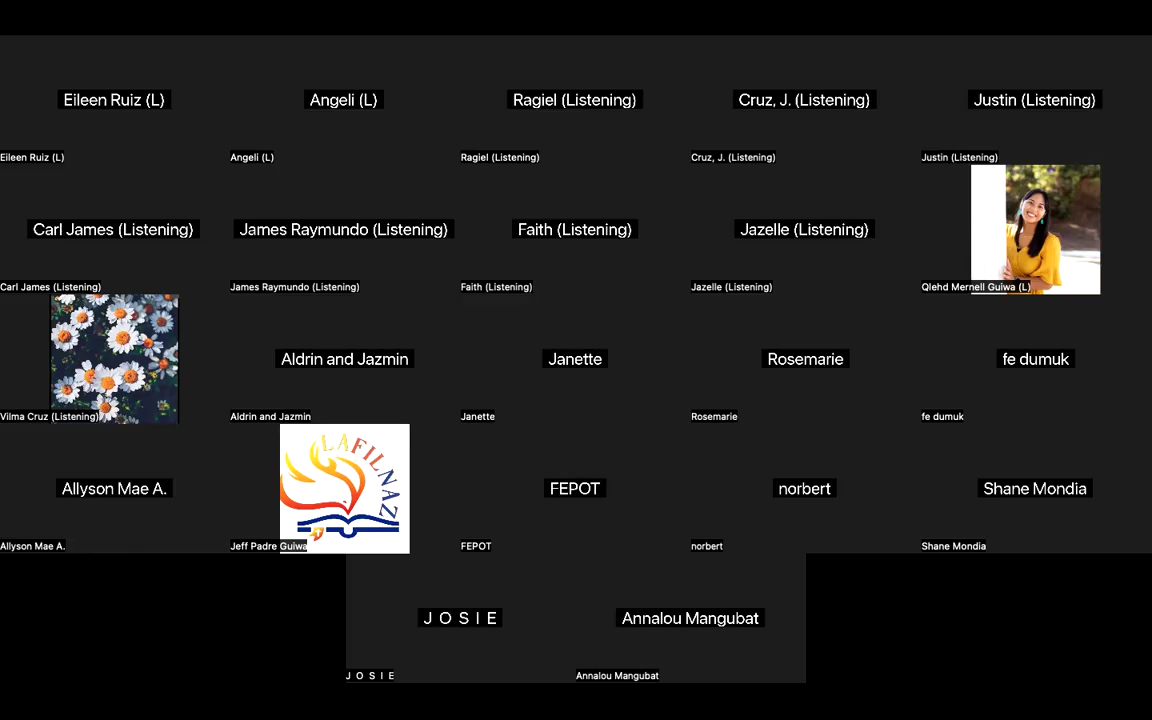 Eileen Ruiz (L)
Angeli (L)
Ragiel (Listening)
Cruz, J. (Listening)
Justin (Listening)
Eileen Ruiz (L)
Angeli (L)
Ragiel (Listening)
Cruz, J. (Listening)
Justin (Listening)
Carl James (Listening)
James Raymundo (Listening)
Faith (Listening)
Jazelle (Listening)
Carl James (Listening)
James Raymundo (Listening)
Faith (Listening)
Jazelle (Listening)
Qlehd Mernell Guiwa (L)
Aldrin and Jazmin
Janette
Rosemarie
fe dumuk
Vilma Cruz (Listening)
Aldrin and Jazmin
Janette
Rosemarie
fe dumuk
LAFILNAZ
Allyson Mae A.
FEPOT
norbert
Shane Mondia
Allyson Mae A.
Jeff Padre Guiwa
FEPOT
norbert
Shane Mondia
J O S I E
Annalou Mangubat
J O S I E
Annalou Mangubat